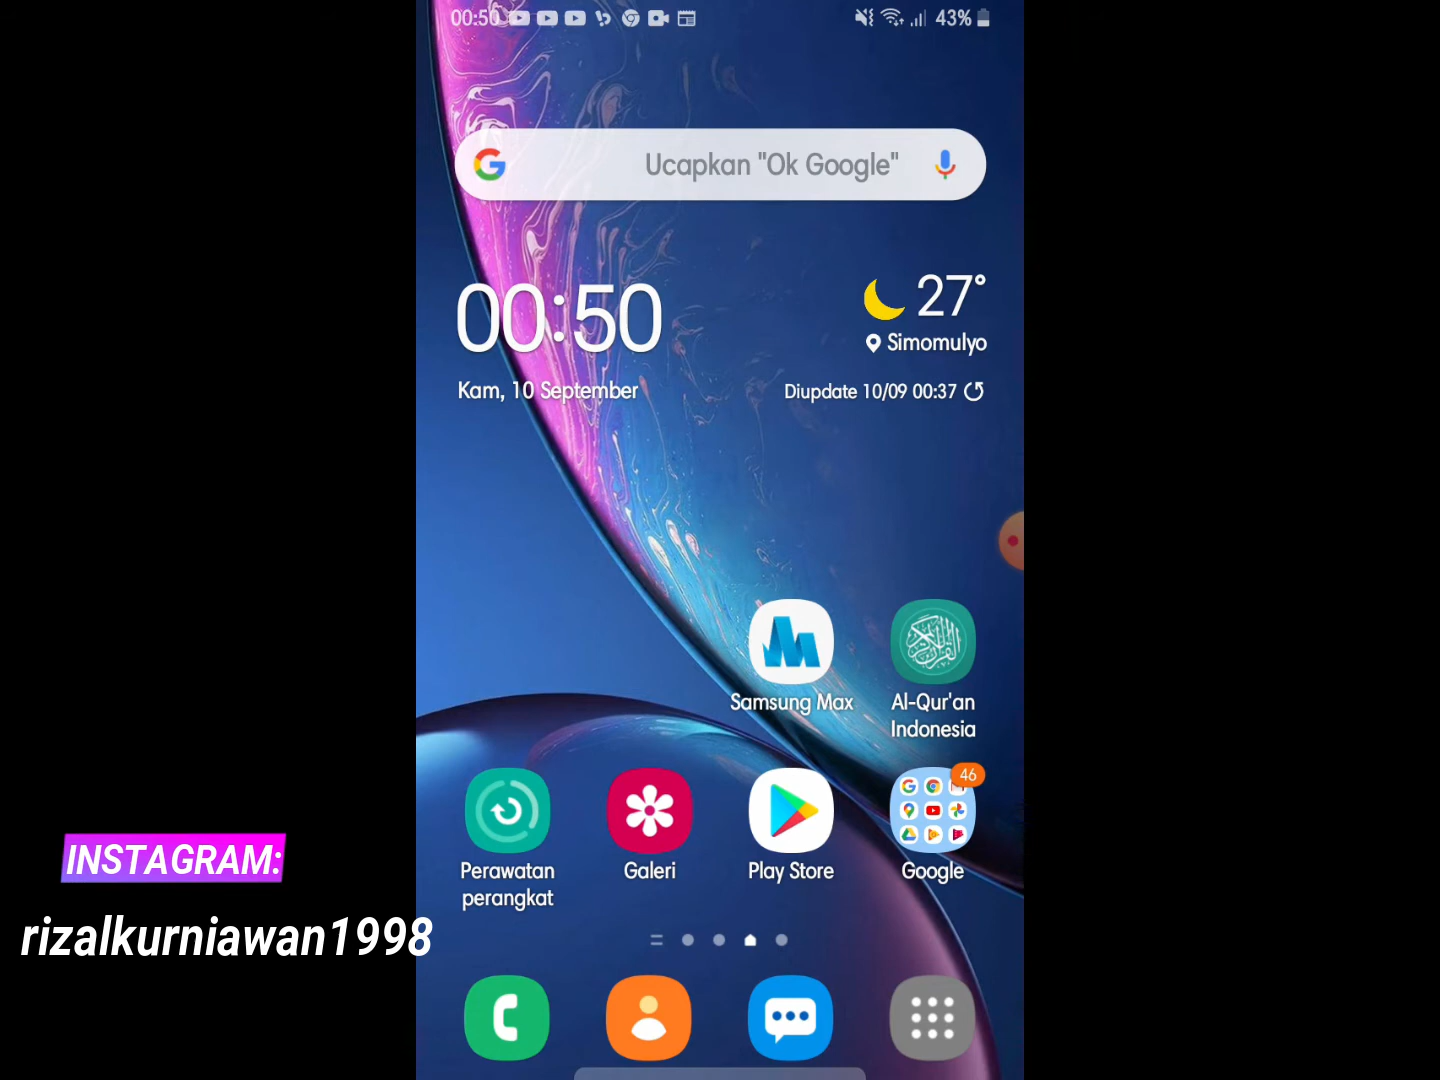 00:50
43%
Ucapkan "Ok Google"
00:50
27°
Simomulyo
Kam, 10 September
Diupdate 10/09 00:37
Samsung Max
Al-Qur'an
Indonesia
46
Perawatan
perangkat
Galeri
Play Store
Google
INSTAGRAM:
rizalkurniawan1998